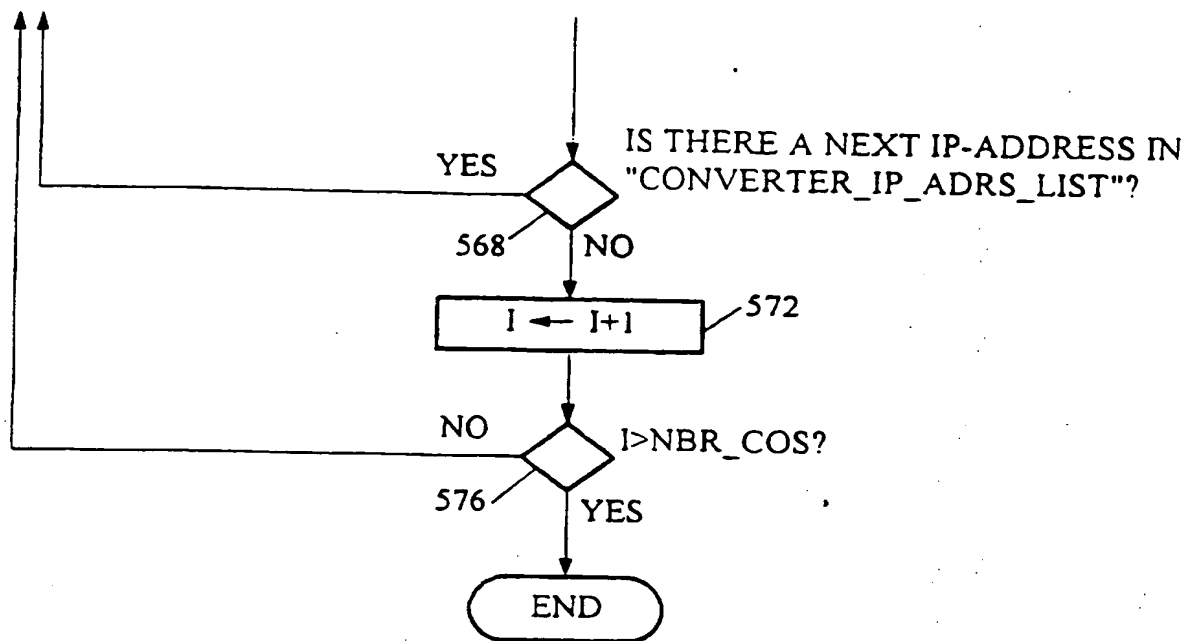 IS THERE A NEXT IP-ADDRESS IN
"CONVERTER_IP_ADRS_LIST"?
YES
568
NO
I ← I+1
572
NO
I>NBR_COS?
576
YES
END